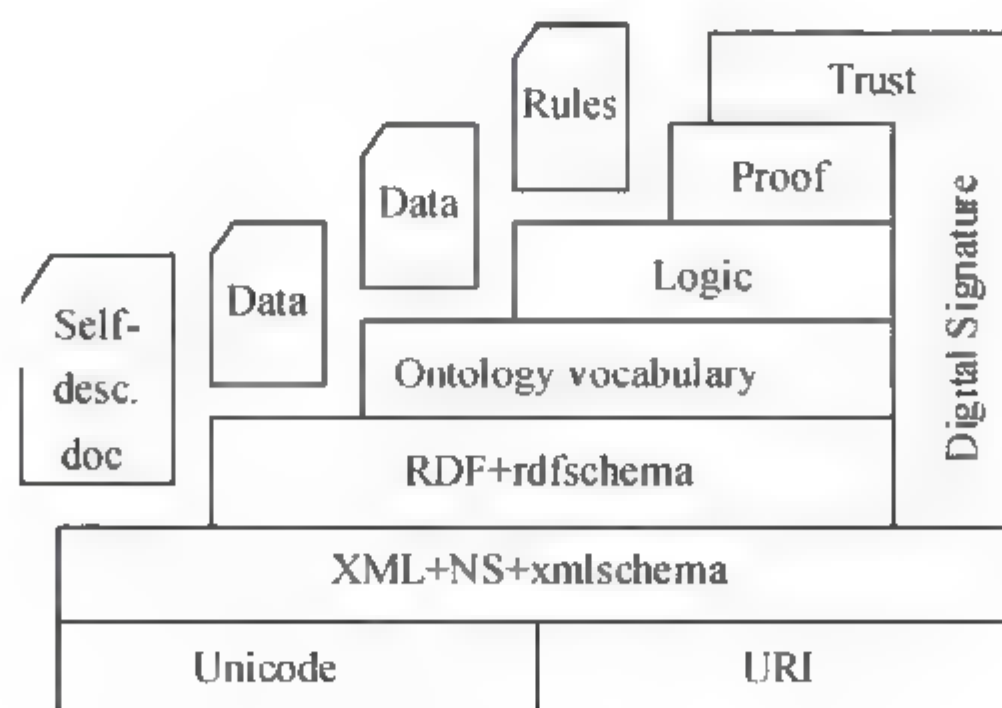 Trust
Rules
Proof
Data
Logic
Data
Self-
desc.
doc
Ontology vocabulary
Digital Signature
RDF+rdfschema
XML+NS+xmlschema
Unicode
URI